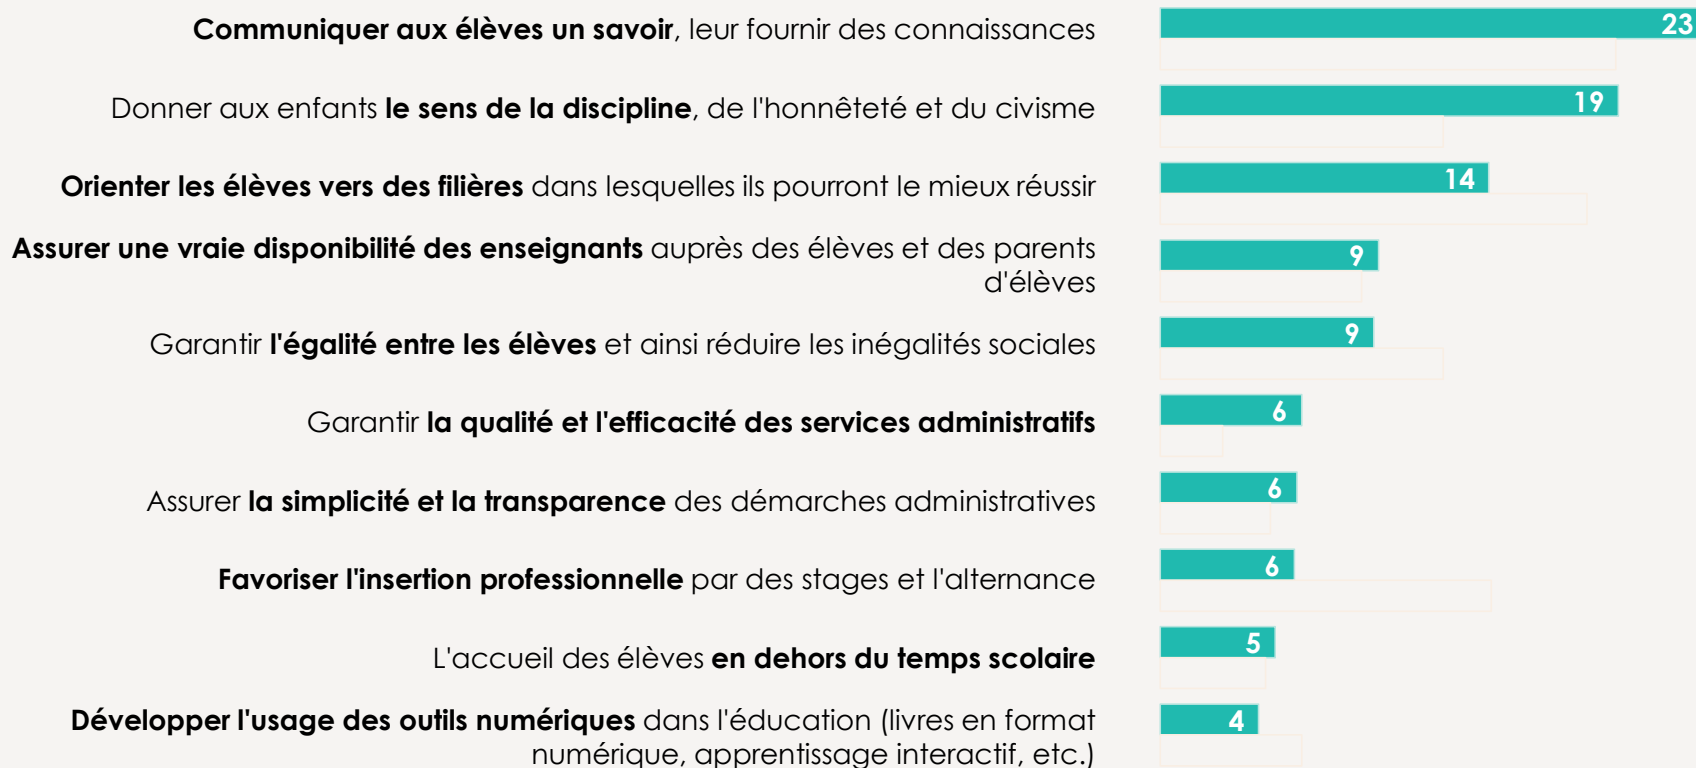 Communiquer aux élèves un savoir, leur fournir des connaissances
23
Donner aux enfants le sens de la discipline, de l'honnêteté et du civisme
19
Orienter les élèves vers des filières dans lesquelles ils pourront le mieux réussir
14
Assurer une vraie disponibilité des enseignants auprès des élèves et des parents
d'élèves
9
Garantir l'égalité entre les élèves et ainsi réduire les inégalités sociales
9
Garantir la qualité et l'efficacité des services administratifs
6
Assurer la simplicité et la transparence des démarches administratives
6
Favoriser l'insertion professionnelle par des stages et l'alternance
6
L'accueil des élèves en dehors du temps scolaire
5
Développer l'usage des outils numériques dans l'éducation (livres en format
numérique, apprentissage interactif, etc.)
4